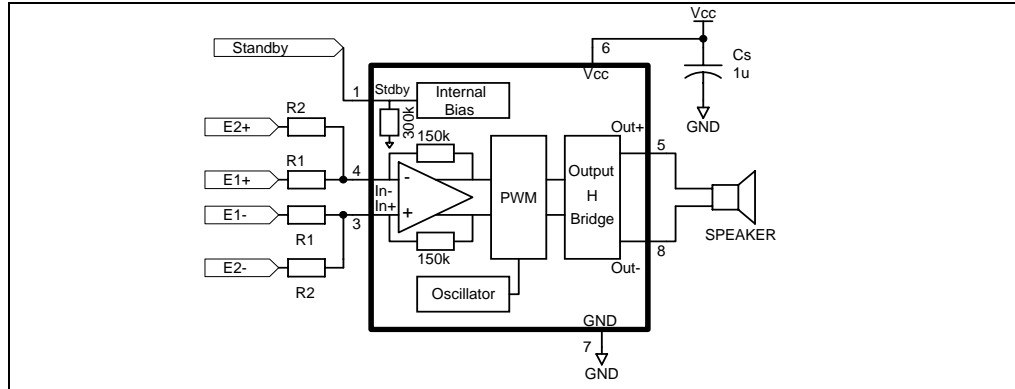 Vcc
Standby
6
Vcc
Cs
1u
GND
1
Stdby
Internal
Bias
300k
R2
E2+
150k
Out+
5
R1
E1+
4
In-
In+
-
+
PWM
Output
H
Bridge
E1-
R1
3
SPEAKER
E2-
R2
150k
Out-
8
Oscillator
GND
7
GND